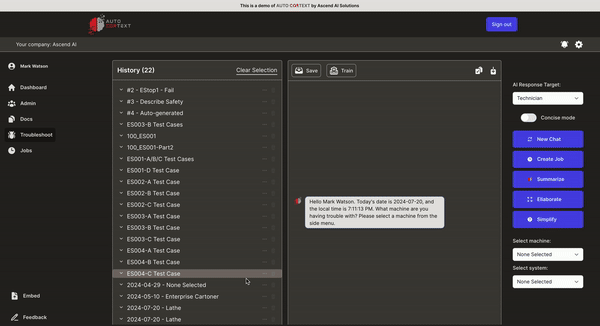 This is a demo of AUTO CORTEXT by Ascend AI Solutions
AUTO
CORTEXT
Sign out
Your company: Ascend AI
Mark Watson
Dashboard
Admin
Docs
Troubleshoot
Jobs
Embed
Feedback
History (22)
Clear Selection
#2 - EStop1 - Fail
#3 - Describe Safety
#4 - Auto-generated
ES003-B Test Cases
100_ES001
100_ES001-Part2
ES001-A/B/C Test Cases
ES001-D Test Case
ES002-A Test Case
ES002-B Test Case
ES002-C Test Case
ES003-A Test Case
ES003-B Test Case
ES003-C Test Case
ES004-A Test Case
ES004-B Test Case
ES004-C Test Case
2024-04-29 - None Selected
2024-05-10 - Enterprise Cartoner
2024-07-20 - Lathe
2024-07-20 - Lathe
Save
Train
Hello Mark Watson. Today's date is 2024-07-20, and
the local time is 7:11:13 PM. What machine are you
having trouble with? Please select a machine from the
side menu.
AI Response Target:
Technician
Concise mode
New Chat
Create Job
Summarize
Ellaborate
Simplify
Select machine:
None Selected
Select system:
None Selected